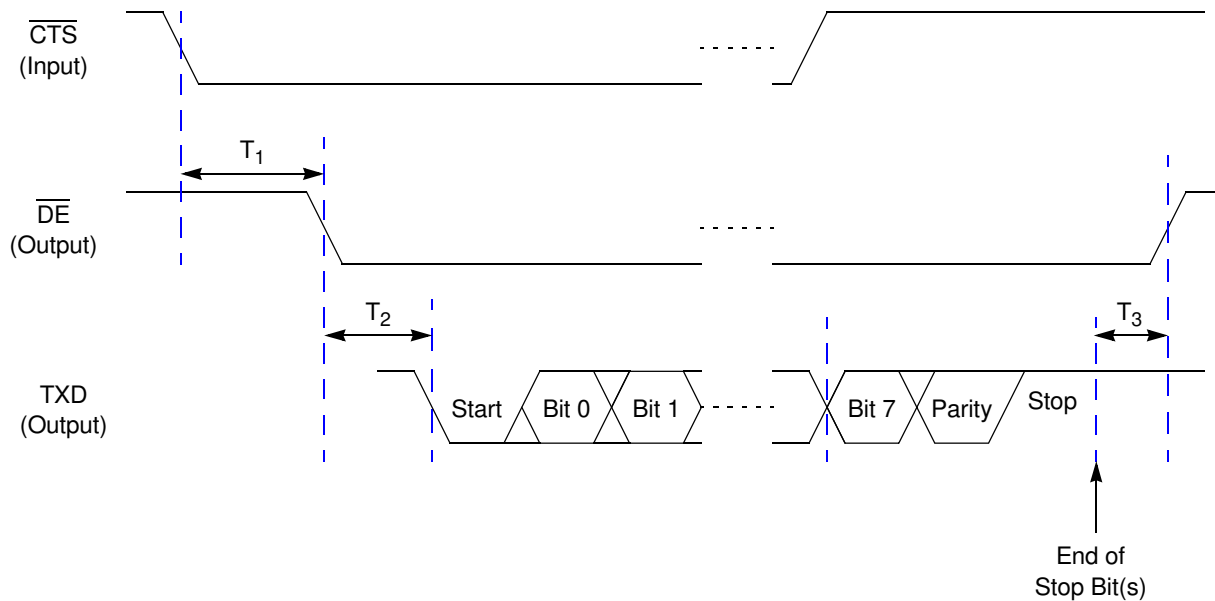 CTS
(Input)
T1
DE
(Output)
T2
T3
TXD
(Output)
Start
Bit 0
Bit 1
Bit 7
Parity
Stop
End of
Stop Bit(s)